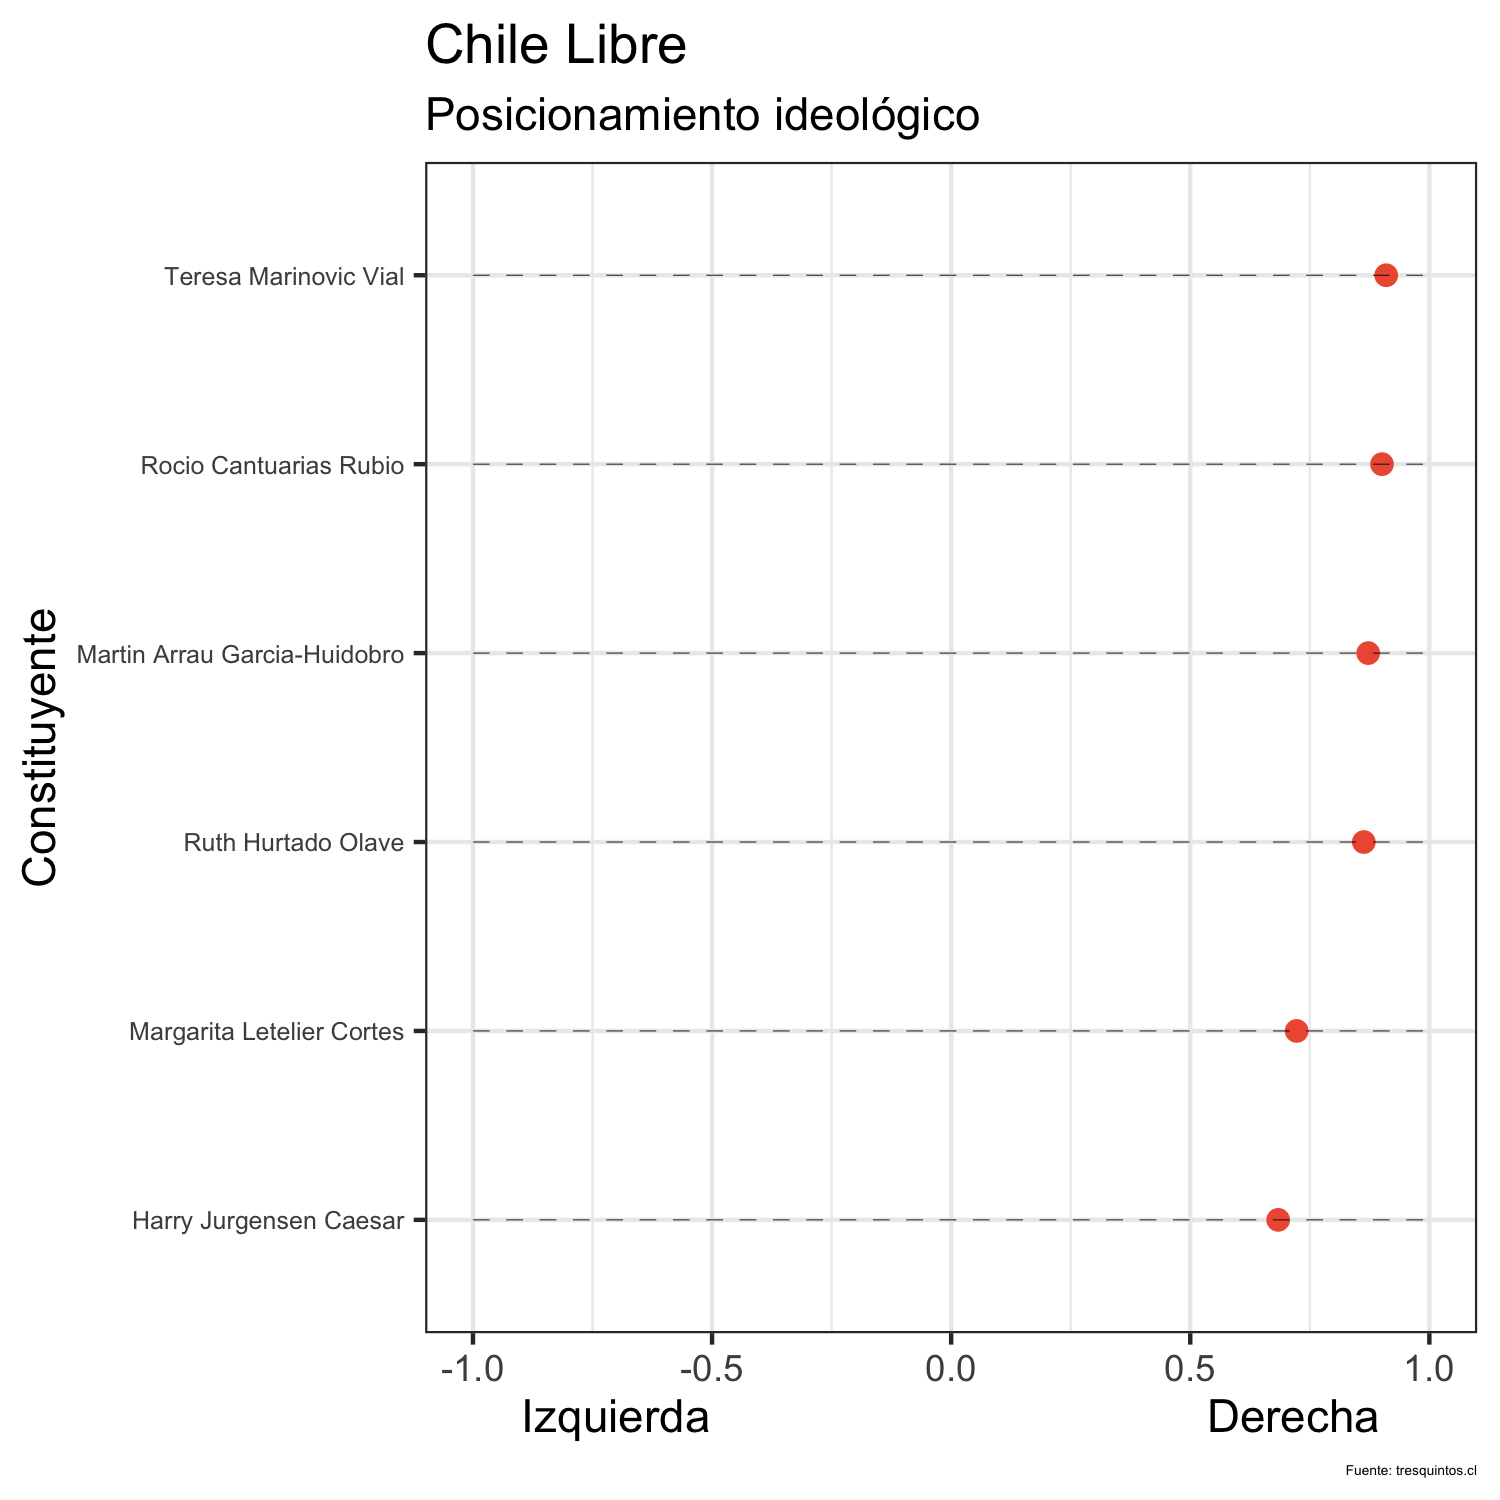 Chile Libre
Posicionamiento ideológico
Constituyente
Teresa Marinovic Vial
Rocio Cantuarias Rubio
Martin Arrau Garcia-Huidobro
Ruth Hurtado Olave
Margarita Letelier Cortes
Harry Jurgensen Caesar
-1.0 -0.5 0.0 0.5 1.0
Izquierda Derecha
Fuente: tresquintos.cl